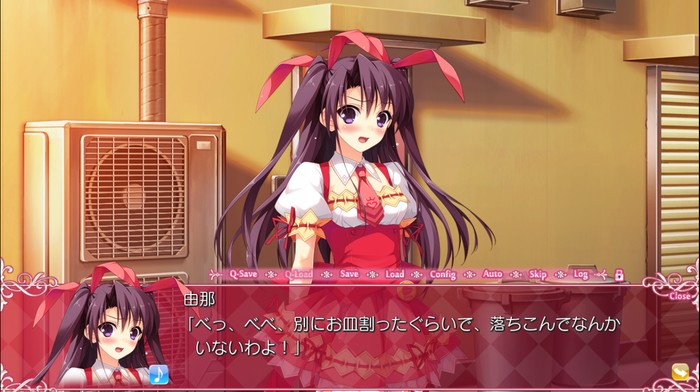 Q-Save Q-Load Save Load Config Auto Skip Log
Close
由那
「べっ、べべ、別にお皿割ったぐらいで、落ちこんでなんか
いないわよ！」